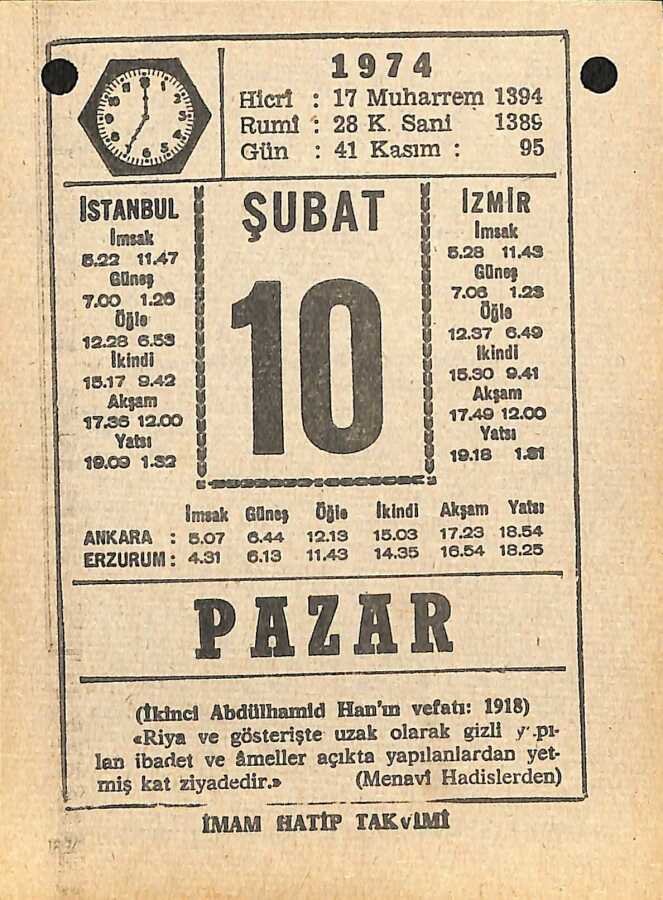 1974
Hicrî : 17 Muharrem 1394
Rumî : 28 K. Sani 1389
Gün : 41 Kasım : 95
İSTANBUL
İmsak
5.22 11.47
Güneş
7.00 1.26
Öğle
12.28 6.53
İkindi
15.17 9.42
Akşam
17.36 12.00
Yatsı
19.09 1.32
ŞUBAT
10
İZMİR
İmsak
5.28 11.43
Güneş
7.06 1.23
Öğle
12.37 6.49
İkindi
15.30 9.41
Akşam
17.49 12.00
Yatsı
19.18 1.31
İmsak Güneş Öğle İkindi Akşam Yatsı
ANKARA : 5.07 6.44 12.13 15.03 17.23 18.54
ERZURUM : 4.31 6.13 11.43 14.35 16.54 18.25
PAZAR
(İkinci Abdülhamid Han'ın vefatı: 1918)
«Riya ve gösterişte uzak olarak gizli y.pı-
lan ibadet ve âmeller açıkta yapılanlardan yet-
miş kat ziyadedir.» (Menavî Hadislerden)
İMAM HATİP TAKvİMİ